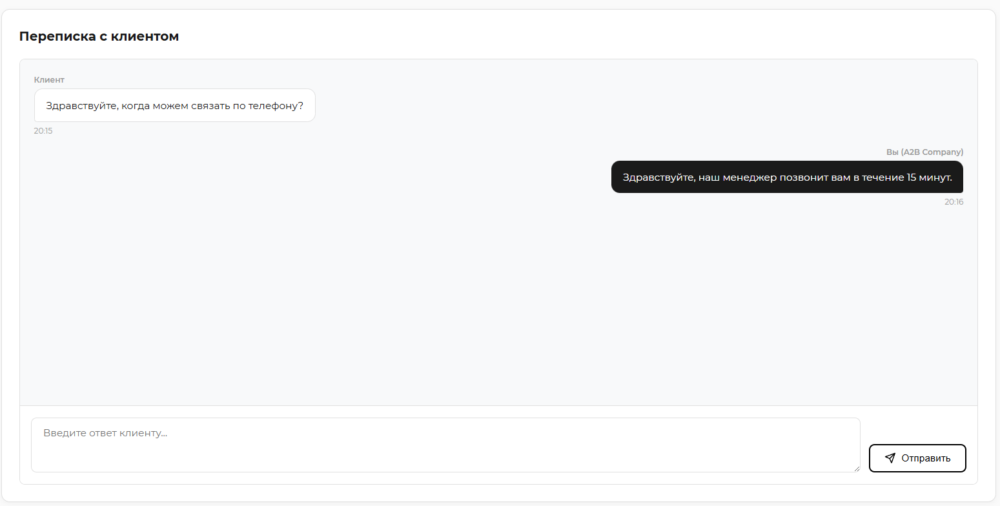 Переписка с клиентом
Клиент
Здравствуйте, когда можем связать по телефону?
20:15
Вы (A2B Company)
Здравствуйте, наш менеджер позвонит вам в течение 15 минут.
20:16
Введите ответ клиенту...
Отправить